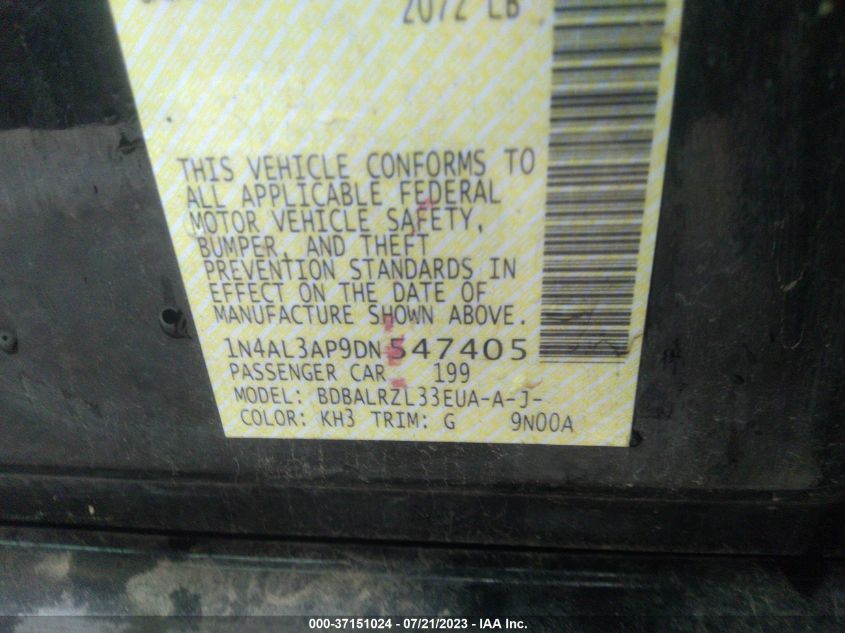 2072 LB
THIS VEHICLE CONFORMS TO
ALL APPLICABLE FEDERAL
MOTOR VEHICLE SAFETY,
BUMPER, AND THEFT
PREVENTION STANDARDS IN
EFFECT ON THE DATE OF
MANUFACTURE SHOWN ABOVE.
1N4AL3AP9DN547405
PASSENGER CAR 199
MODEL: BDBALRZL33EUA-A-J-
COLOR: KH3 TRIM: G 9N00A
000-37151024 - 07/21/2023 - IAA Inc.